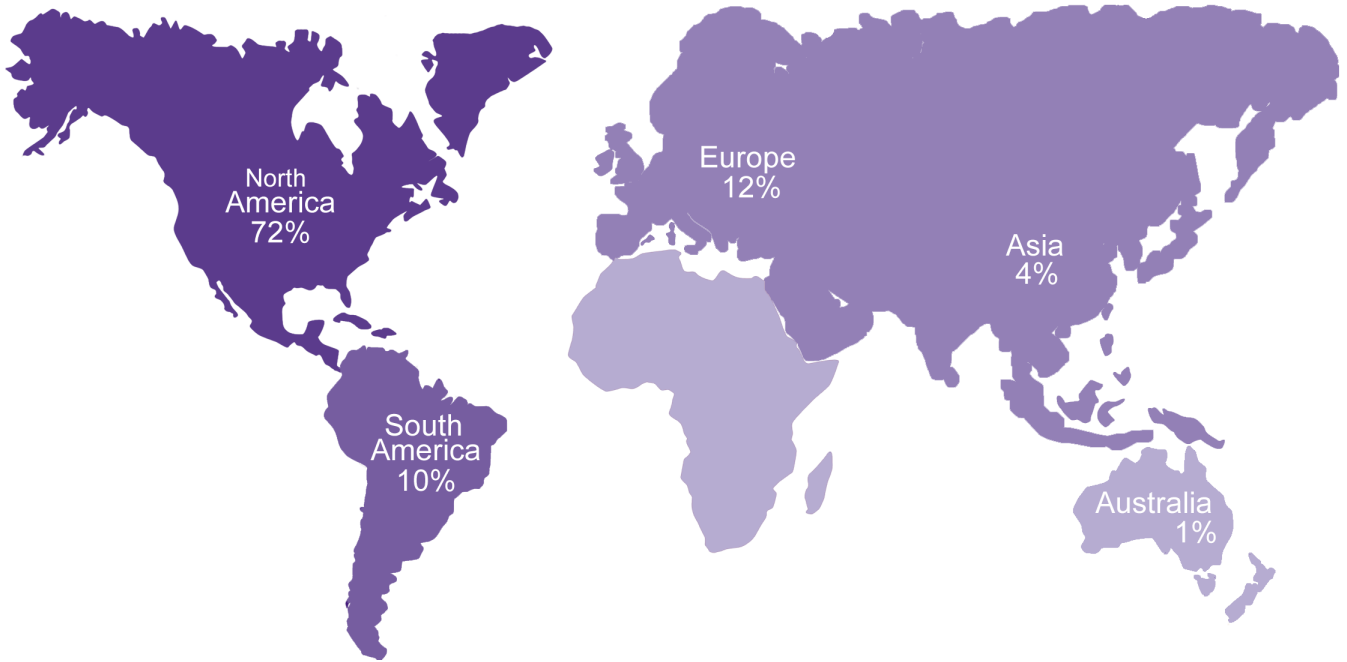 North
America
72%
South
America
10%
Europe
12%
Asia
4%
Australia
1%